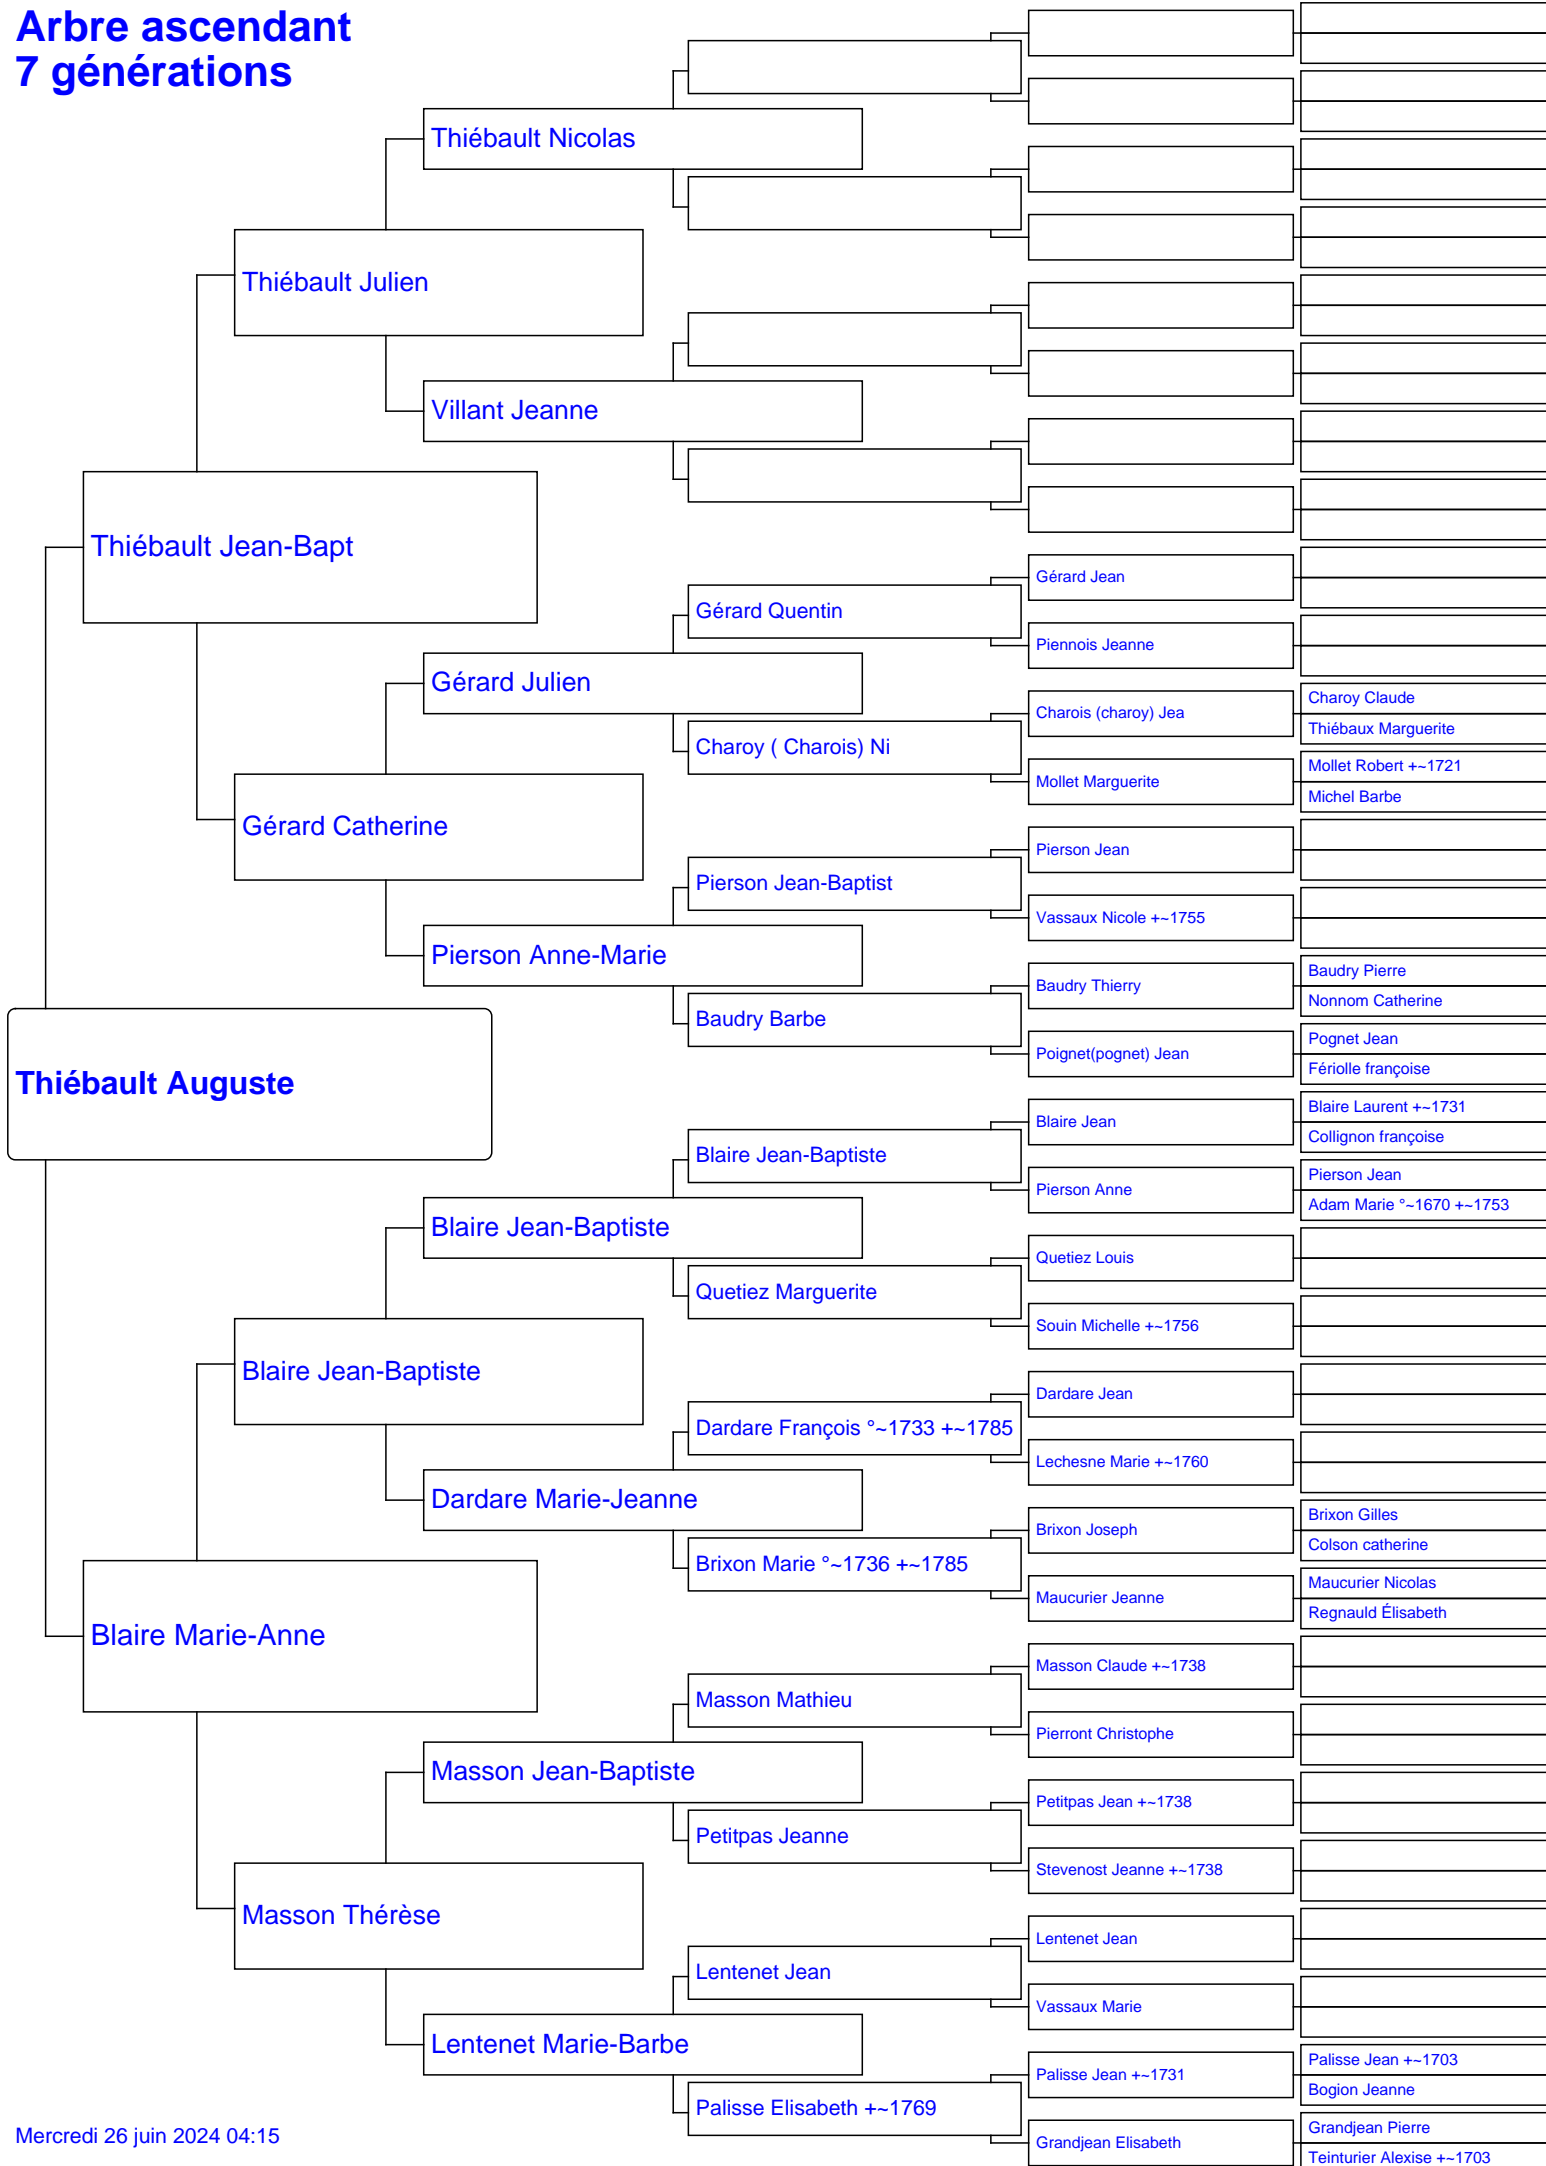 Arbre ascendant
7 générations
Thiébault Nicolas
Thiébault Julien
Villant Jeanne
Thiébault Jean-Bapt
Gérard Jean
Gérard Quentin
Piennois Jeanne
Gérard Julien
Charoy Claude
Charois (charoy) Jea
Thiébaux Marguerite
Charoy ( Charois) Ni
Mollet Robert +~1721
Mollet Marguerite
Michel Barbe
Gérard Catherine
Pierson Jean
Pierson Jean-Baptist
Vassaux Nicole +~1755
Pierson Anne-Marie
Baudry Pierre
Baudry Thierry
Nonnom Catherine
Baudry Barbe
Pognet Jean
Poignet(pognet) Jean
Fériolle françoise
Thiébault Auguste
Blaire Laurent +~1731
Blaire Jean
Collignon françoise
Blaire Jean-Baptiste
Pierson Jean
Pierson Anne
Adam Marie °~1670 +~1753
Blaire Jean-Baptiste
Quetiez Louis
Quetiez Marguerite
Souin Michelle +~1756
Blaire Jean-Baptiste
Dardare Jean
Dardare François °~1733 +~1785
Lechesne Marie +~1760
Dardare Marie-Jeanne
Brixon Gilles
Brixon Joseph
Colson catherine
Brixon Marie °~1736 +~1785
Maucurier Nicolas
Maucurier Jeanne
Regnauld Élisabeth
Blaire Marie-Anne
Masson Claude +~1738
Masson Mathieu
Pierront Christophe
Masson Jean-Baptiste
Petitpas Jean +~1738
Petitpas Jeanne
Stevenost Jeanne +~1738
Masson Thérèse
Lentenet Jean
Lentenet Jean
Vassaux Marie
Lentenet Marie-Barbe
Palisse Jean +~1703
Palisse Jean +~1731
Bogion Jeanne
Palisse Elisabeth +~1769
Grandjean Pierre
Grandjean Elisabeth
Teinturier Alexise +~1703
Mercredi 26 juin 2024 04:15